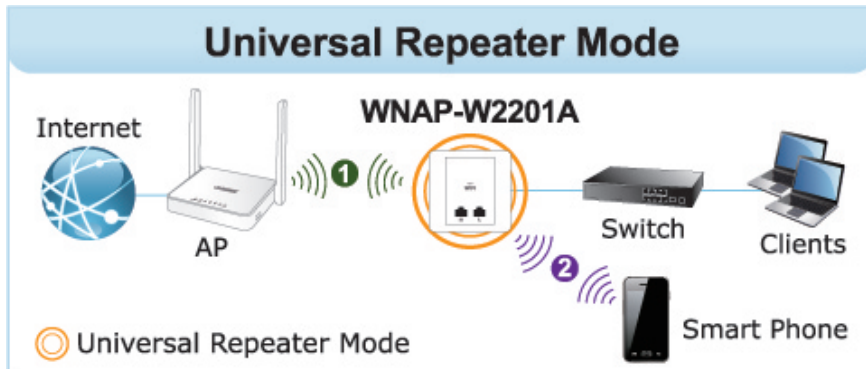 Universal Repeater Mode
WNAP-W2201A
Internet
1
AP
Switch
Clients
2
Smart Phone
Universal Repeater Mode